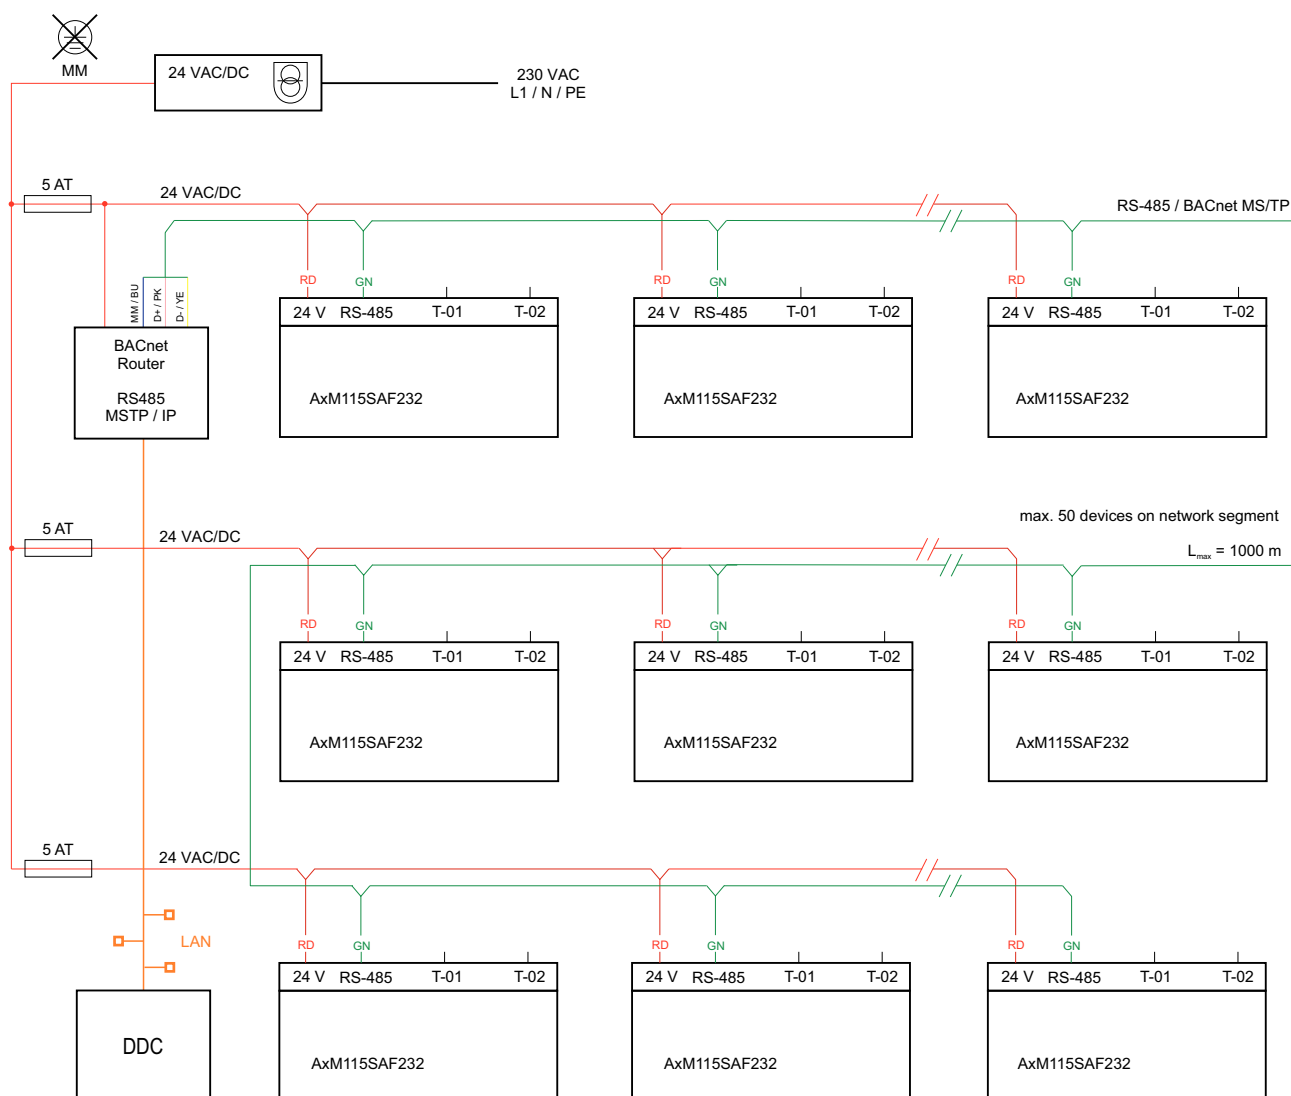 MM
24 VAC/DC
230 VAC
L1 / N / PE
5 AT
24 VAC/DC
RS-485 / BACnet MS/TP
RD
GN
RD
GN
RD
GN
MM / BU
D+ / PK
D- / YE
24 V RS-485 T-01 T-02
24 V RS-485 T-01 T-02
24 V RS-485 T-01 T-02
BACnet
Router
RS485
MSTP / IP
AxM115SAF232
AxM115SAF232
AxM115SAF232
max. 50 devices on network segment
5 AT
24 VAC/DC
Lmax = 1000 m
RD
GN
RD
GN
RD
GN
24 V RS-485 T-01 T-02
24 V RS-485 T-01 T-02
24 V RS-485 T-01 T-02
AxM115SAF232
AxM115SAF232
AxM115SAF232
5 AT
24 VAC/DC
LAN
RD
GN
RD
GN
RD
GN
24 V RS-485 T-01 T-02
24 V RS-485 T-01 T-02
24 V RS-485 T-01 T-02
DDC
AxM115SAF232
AxM115SAF232
AxM115SAF232